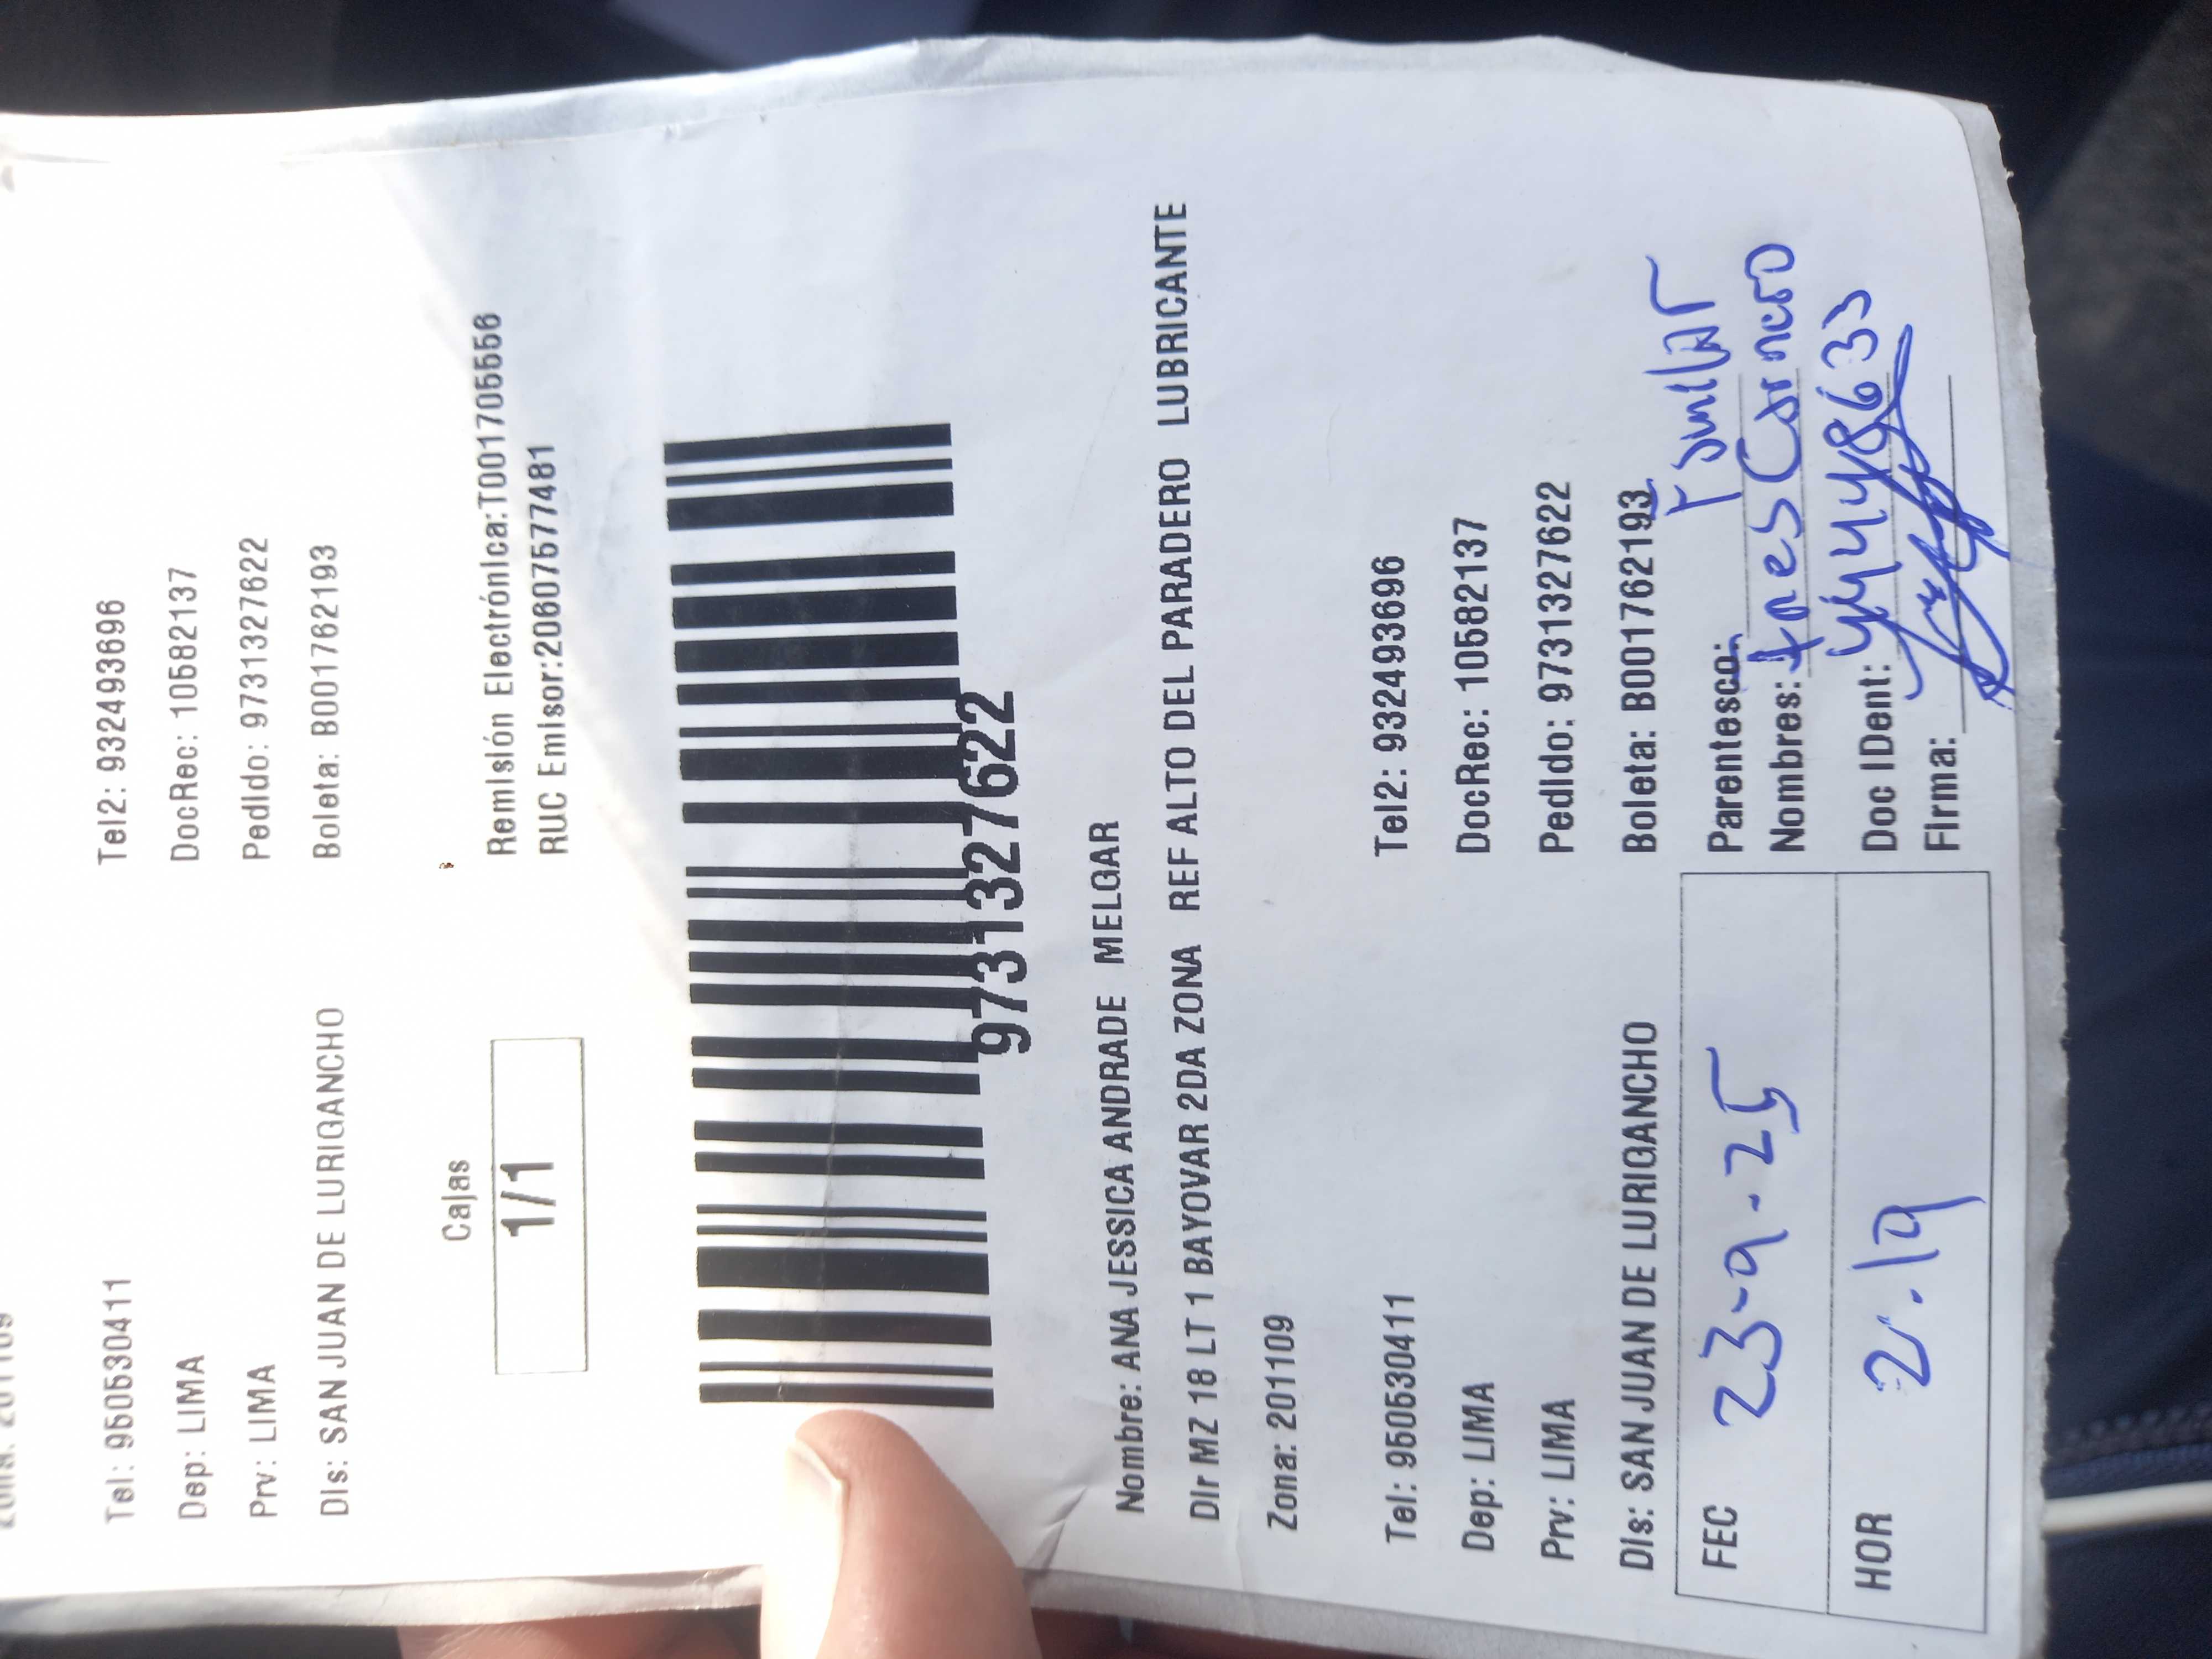 Tel: 950530411 Tel2: 932493696
Dep: LIMA DocRec: 10582137
Prv: LIMA Pedido: 9731327622
Dis: SAN JUAN DE LURIGANCHO Boleta: B001762193
Cajas
1/1
Remisión Electrónica:T001705556
RUC Emisor:20607577481
9731327622
Nombre: ANA JESSICA ANDRADE MELGAR
Dir MZ 18 LT 1 BAYOVAR 2DA ZONA REF ALTO DEL PARADERO LUBRICANTE
Zona: 201109
Tel: 950530411 Tel2: 932493696
Dep: LIMA DocRec: 10582137
Prv: LIMA Pedido: 9731327622
Dis: SAN JUAN DE LURIGANCHO Boleta: B001762193
FEC 23-9-25
HOR 2.19
Parentesco:
Nombres: Ines Carnero
Doc IDent: 44448633
Firma: